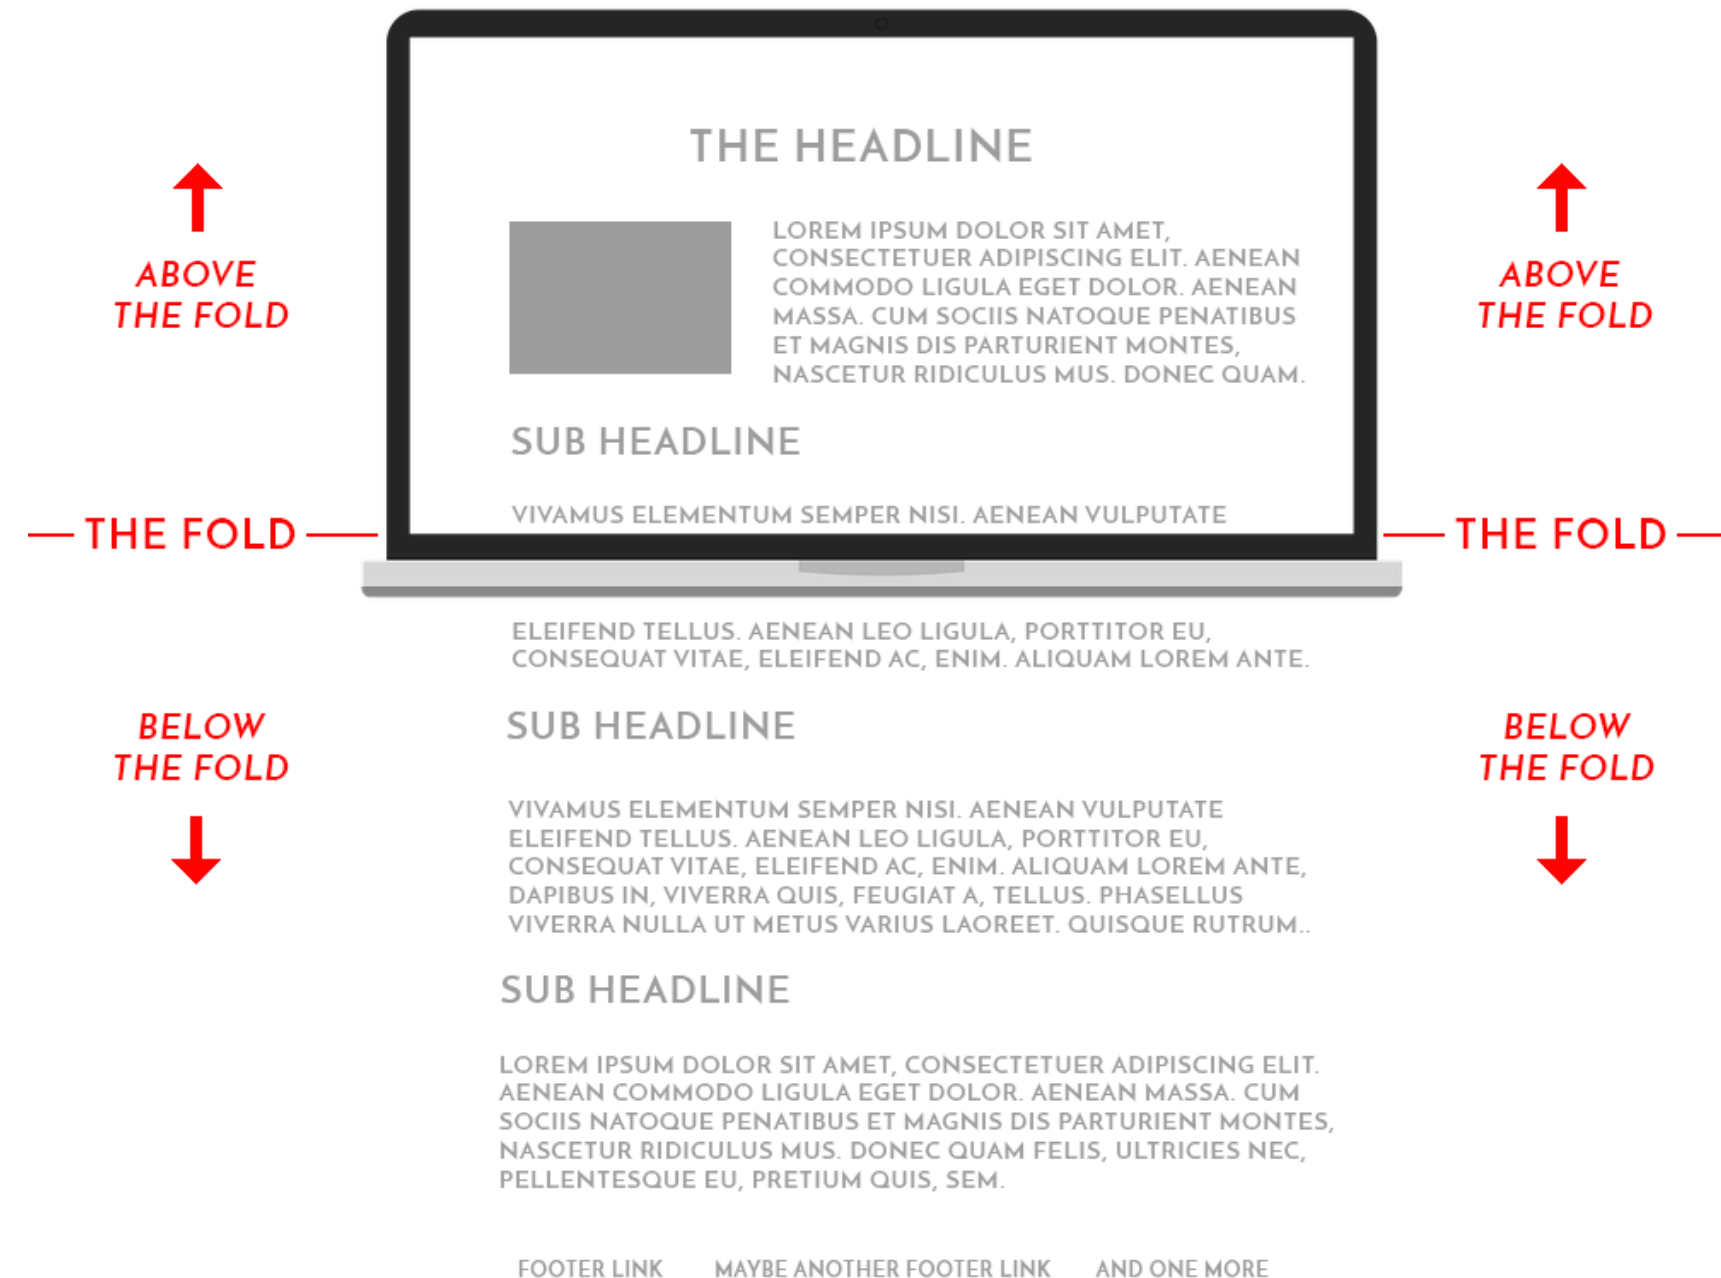 THE HEADLINE
LOREM IPSUM DOLOR SIT AMET,
CONSECTETUER ADIPISCING ELIT. AENEAN
COMMODO LIGULA EGET DOLOR. AENEAN
MASSA. CUM SOCIIS NATOQUE PENATIBUS
ET MAGNIS DIS PARTURIENT MONTES,
NASCETUR RIDICULUS MUS. DONEC QUAM.
ABOVE
THE FOLD
ABOVE
THE FOLD
SUB HEADLINE
VIVAMUS ELEMENTUM SEMPER NISI. AENEAN VULPUTATE
THE FOLD
THE FOLD
ELEIFEND TELLUS. AENEAN LEO LIGULA, PORTTITOR EU,
CONSEQUAT VITAE, ELEIFEND AC, ENIM. ALIQUAM LOREM ANTE.
BELOW
THE FOLD
BELOW
THE FOLD
SUB HEADLINE
VIVAMUS ELEMENTUM SEMPER NISI. AENEAN VULPUTATE
ELEIFEND TELLUS. AENEAN LEO LIGULA, PORTTITOR EU,
CONSEQUAT VITAE, ELEIFEND AC, ENIM. ALIQUAM LOREM ANTE,
DAPIBUS IN, VIVERRA QUIS, FEUGIAT A, TELLUS. PHASELLUS
VIVERRA NULLA UT METUS VARIUS LAOREET. QUISQUE RUTRUM..
SUB HEADLINE
LOREM IPSUM DOLOR SIT AMET, CONSECTETUER ADIPISCING ELIT.
AENEAN COMMODO LIGULA EGET DOLOR. AENEAN MASSA. CUM
SOCIIS NATOQUE PENATIBUS ET MAGNIS DIS PARTURIENT MONTES,
NASCETUR RIDICULUS MUS. DONEC QUAM FELIS, ULTRICIES NEC,
PELLENTESQUE EU, PRETIUM QUIS, SEM.
FOOTER LINK MAYBE ANOTHER FOOTER LINK AND ONE MORE